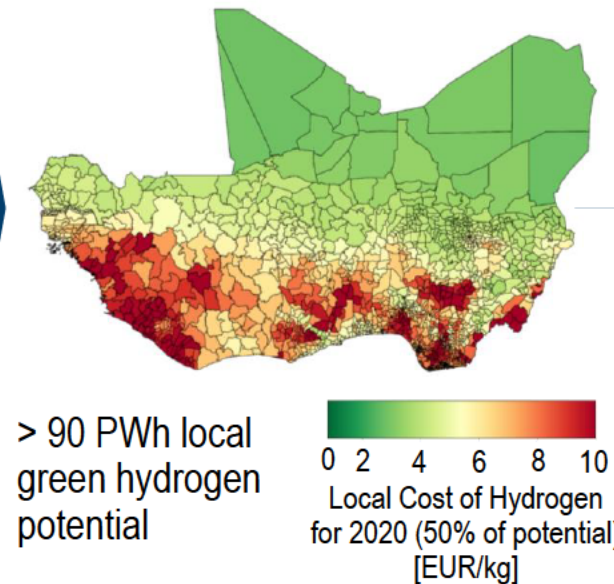 > 90 PWh local
green hydrogen
potential
0 2 4 6 8 10
Local Cost of Hydrogen
for 2020 (50% of potential)
[EUR/kg]